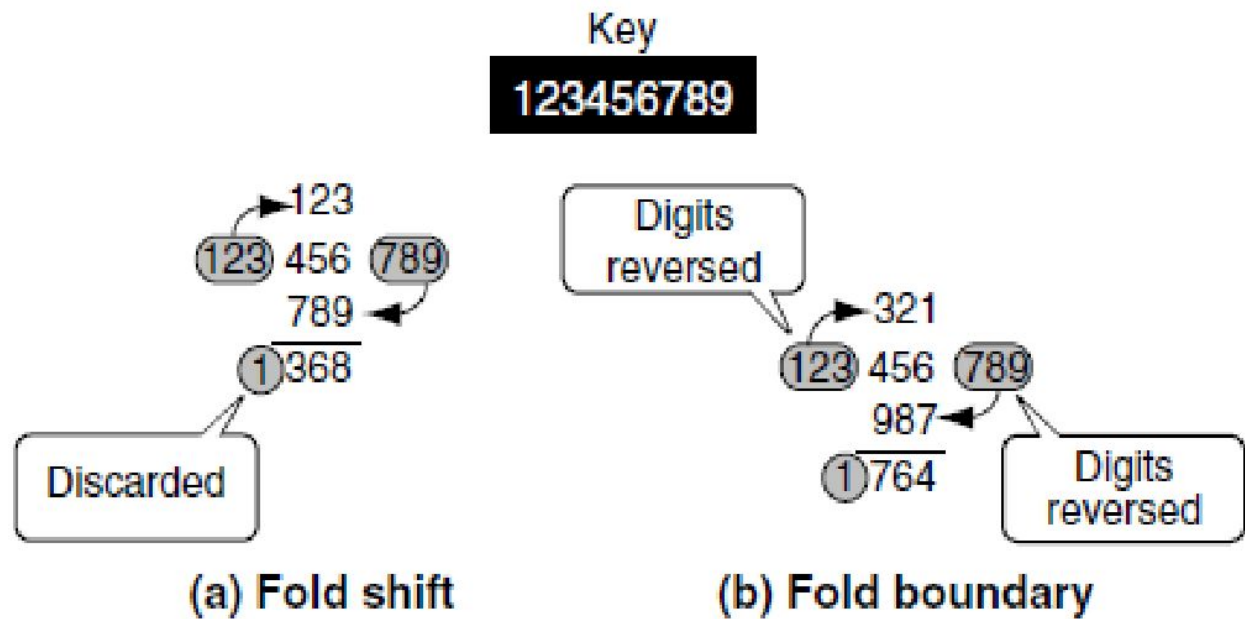 Key
123456789
123
123 456 789
789
1 368
Discarded
(a) Fold shift
Digits
reversed
321
123 456 789
987
1 764
Digits
reversed
(b) Fold boundary